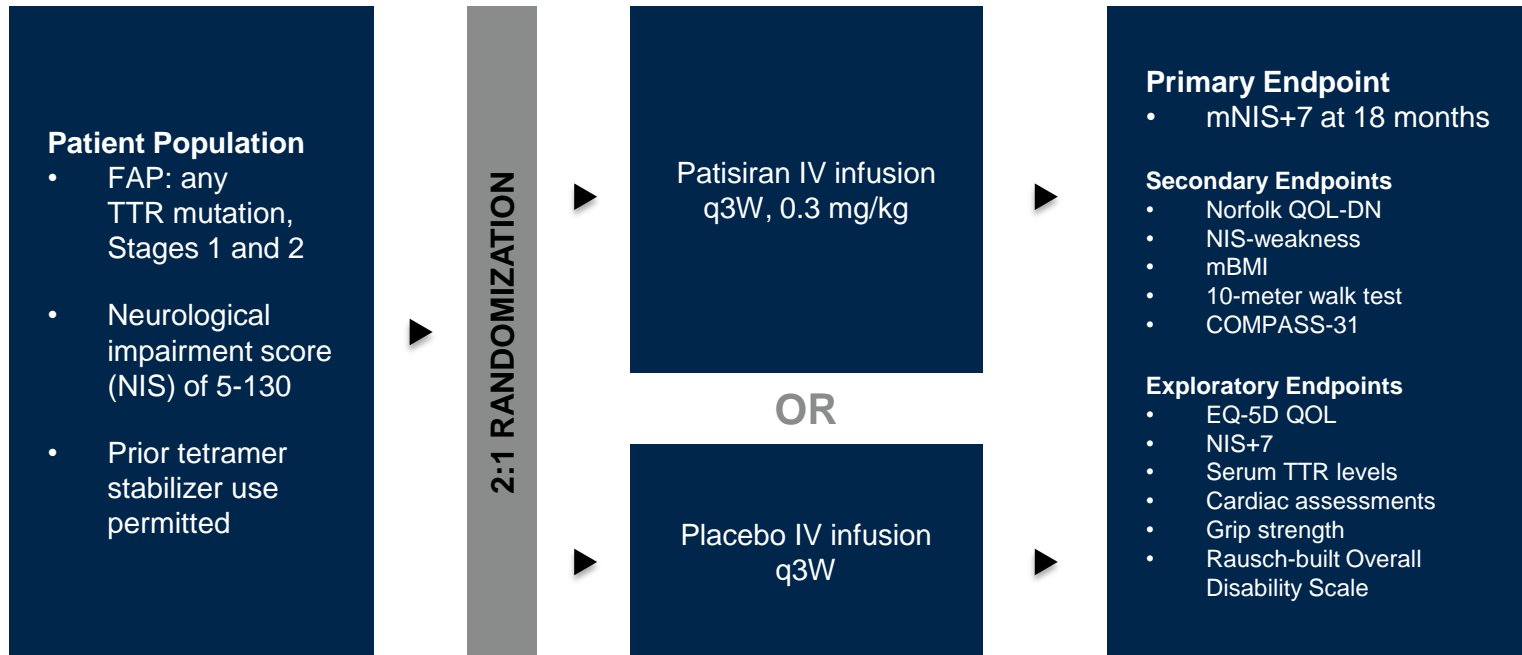 Patient Population
• FAP: any
TTR mutation,
Stages 1 and 2
• Neurological
impairment score
(NIS) of 5-130
• Prior tetramer
stabilizer use
permitted
2:1 RANDOMIZATION
Patisiran IV infusion
q3W, 0.3 mg/kg
OR
Placebo IV infusion
q3W
Primary Endpoint
• mNIS+7 at 18 months
Secondary Endpoints
• Norfolk QOL-DN
• NIS-weakness
• mBMI
• 10-meter walk test
• COMPASS-31
Exploratory Endpoints
• EQ-5D QOL
• NIS+7
• Serum TTR levels
• Cardiac assessments
• Grip strength
• Rausch-built Overall
Disability Scale